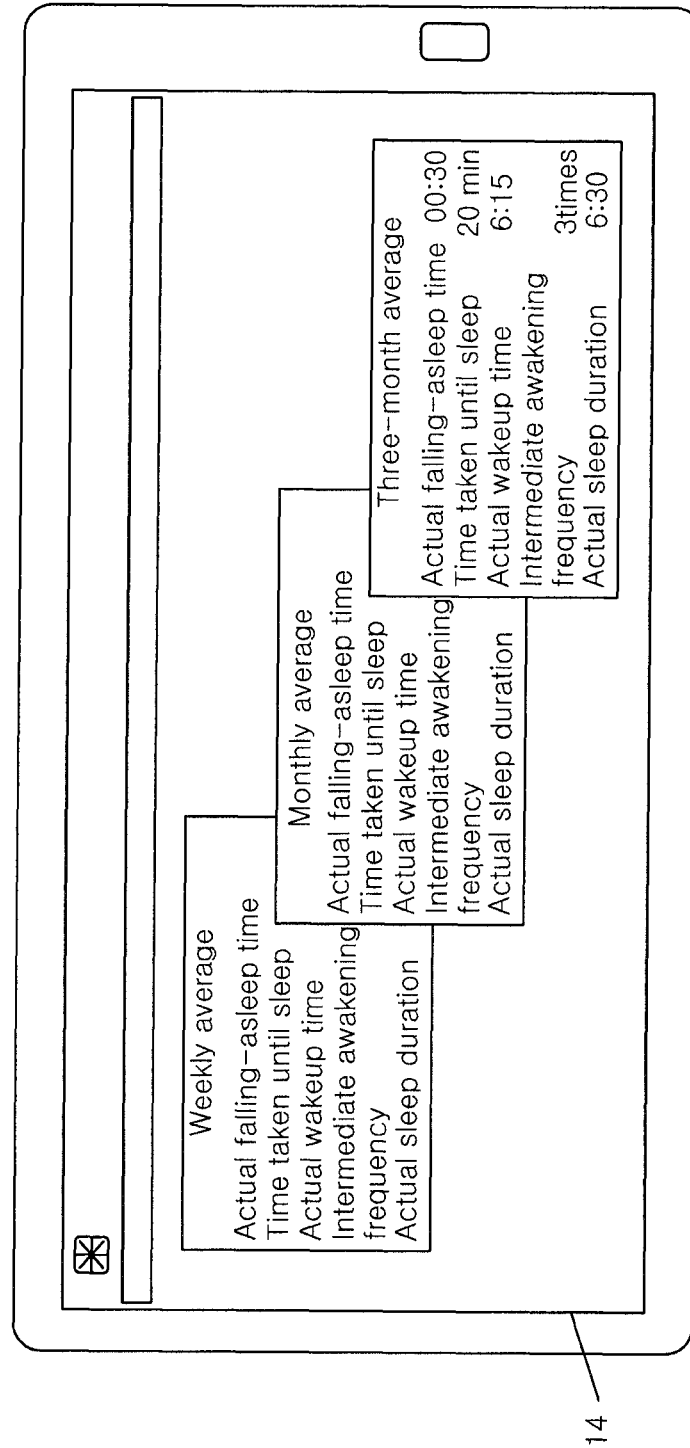 Weekly average
Actual falling-asleep time
Time taken until sleep
Actual wakeup time
Intermediate awakening
frequency
Actual sleep duration
Monthly average
Actual falling-asleep time
Time taken until sleep
Actual wakeup time
Intermediate awakening
frequency
Actual sleep duration
Three-month average
Actual falling-asleep time 00:30
Time taken until sleep 20 min
Actual wakeup time 6:15
Intermediate awakening
frequency 3times
Actual sleep duration 6:30
14